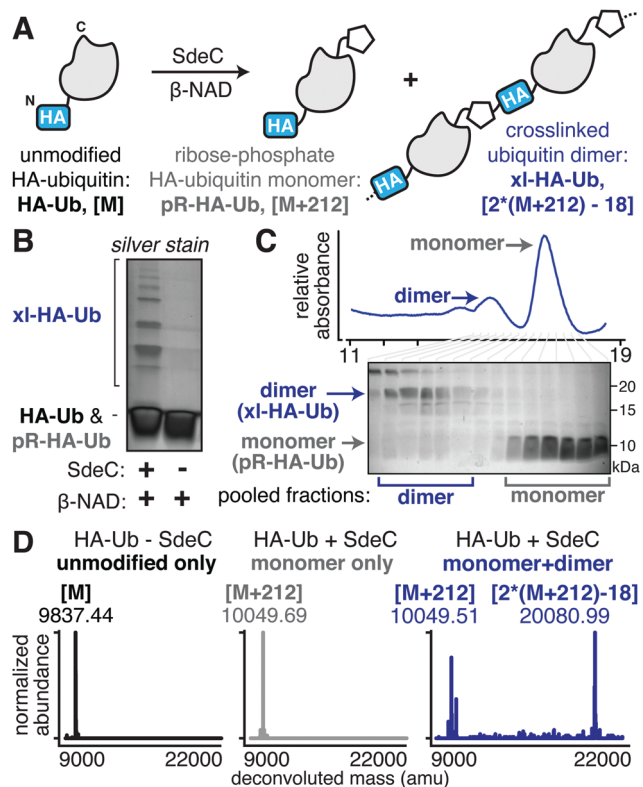 A
C
N
HA
SdeC
β-NAD
HA
+
HA
HA
unmodified
HA-ubiquitin:
HA-Ub, [M]
ribose-phosphate
HA-ubiquitin monomer:
pR-HA-Ub, [M+212]
crosslinked
ubiquitin dimer:
xl-HA-Ub,
[2*(M+212) - 18]
B
silver stain
xl-HA-Ub
HA-Ub &
pR-HA-Ub
-
SdeC: + -
β-NAD: + +
C
relative
absorbance
monomer
dimer
11 19
dimer
(xl-HA-Ub)
monomer
(pR-HA-Ub)
20
15
10
kDa
pooled fractions: dimer monomer
D
HA-Ub - SdeC
unmodified only
[M]
9837.44
HA-Ub + SdeC
monomer only
[M+212]
10049.69
HA-Ub + SdeC
monomer+dimer
[M+212] [2*(M+212)-18]
10049.51 20080.99
normalized
abundance
9000 22000
9000 22000
9000 22000
deconvoluted mass (amu)